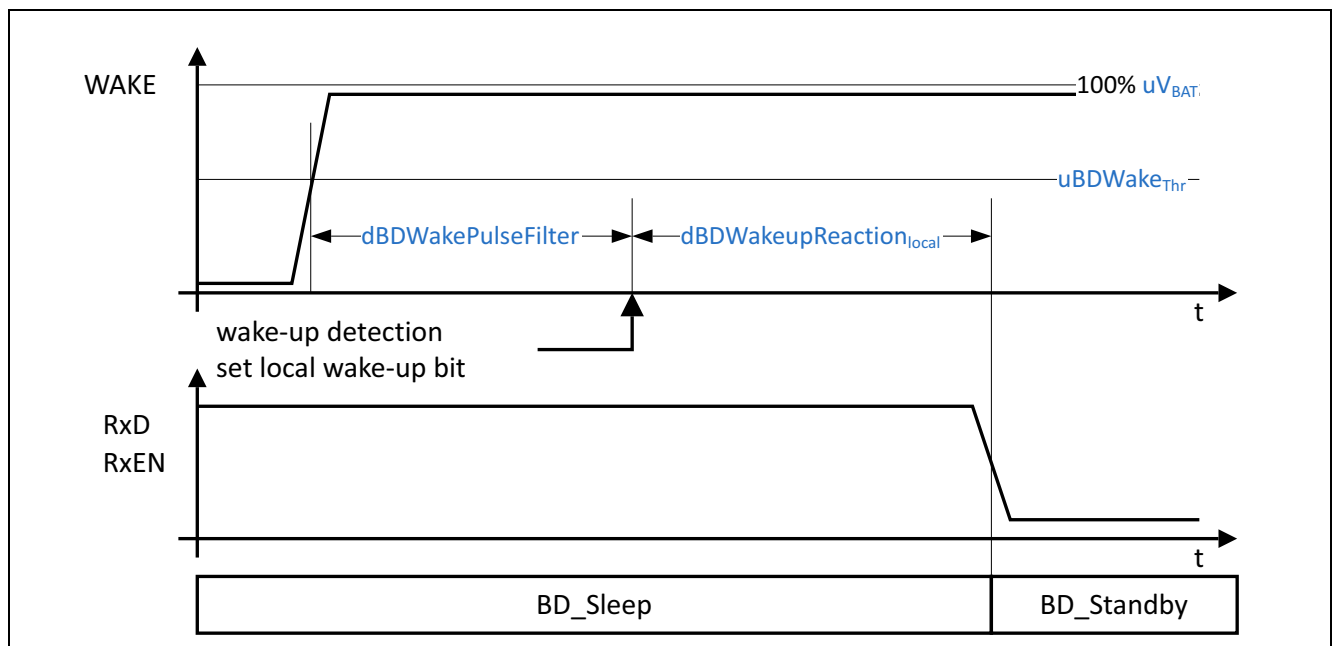 WAKE
100% uVBAT
uBDWakeThr
dBDWakePulseFilter
dBDWakeupReactionlocal
t
wake-up detection
set local wake-up bit
RxD
RxEN
t
BD_Sleep
BD_Standby